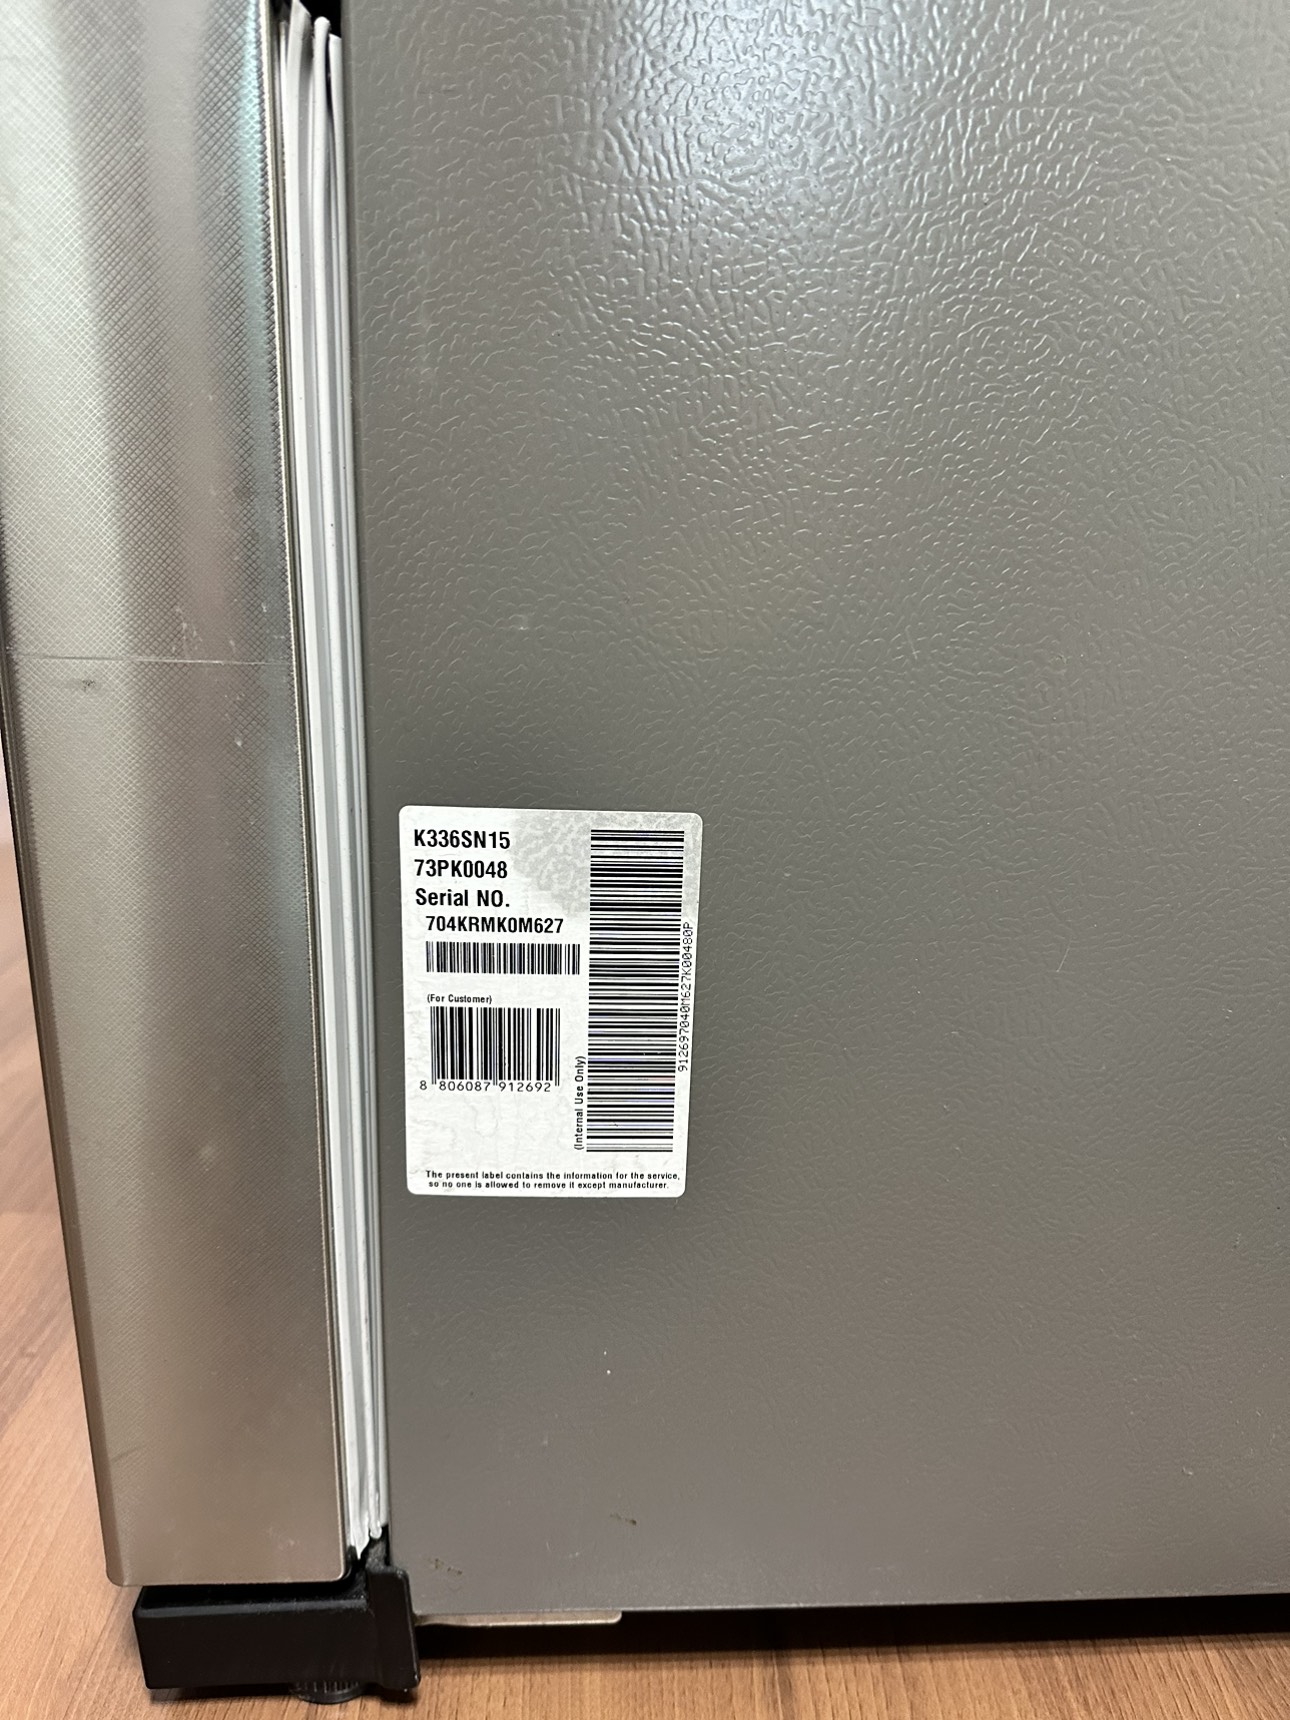 K336SN15
73PK0048
Serial NO.
704KRMK0M627
(For Customer)
8 806087 912692
(Internal Use Only)
912697040M627K00480P
The present label contains the information for the service,
so no one is allowed to remove it except manufacturer.